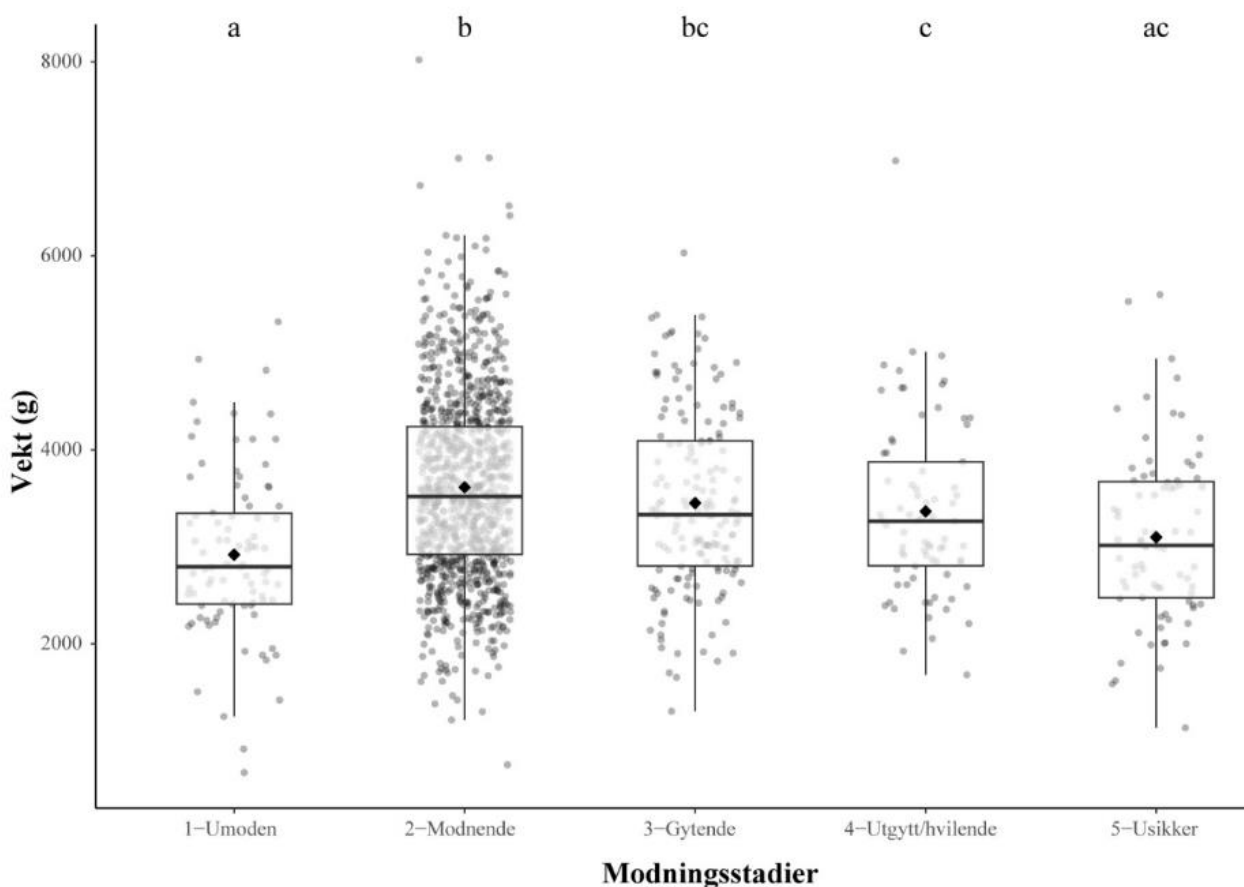 a b bc c ac
8000
6000
4000
2000
Vekt (g)
1−Umoden 2−Modnende 3−Gytende 4−Utgytt/hvilende 5−Usikker
Modningsstadier